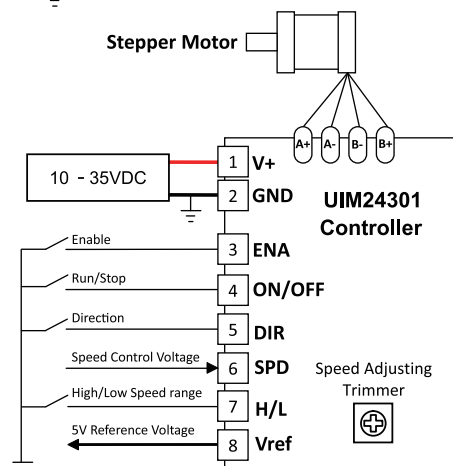 Stepper Motor
A+ A- B- B+
10 - 35VDC
1 V+
2 GND
UIM24301
Controller
Enable 3 ENA
Run/Stop 4 ON/OFF
Direction 5 DIR
Speed Control Voltage 6 SPD
Speed Adjusting
Trimmer
High/Low Speed range 7 H/L
5V Reference Voltage 8 Vref